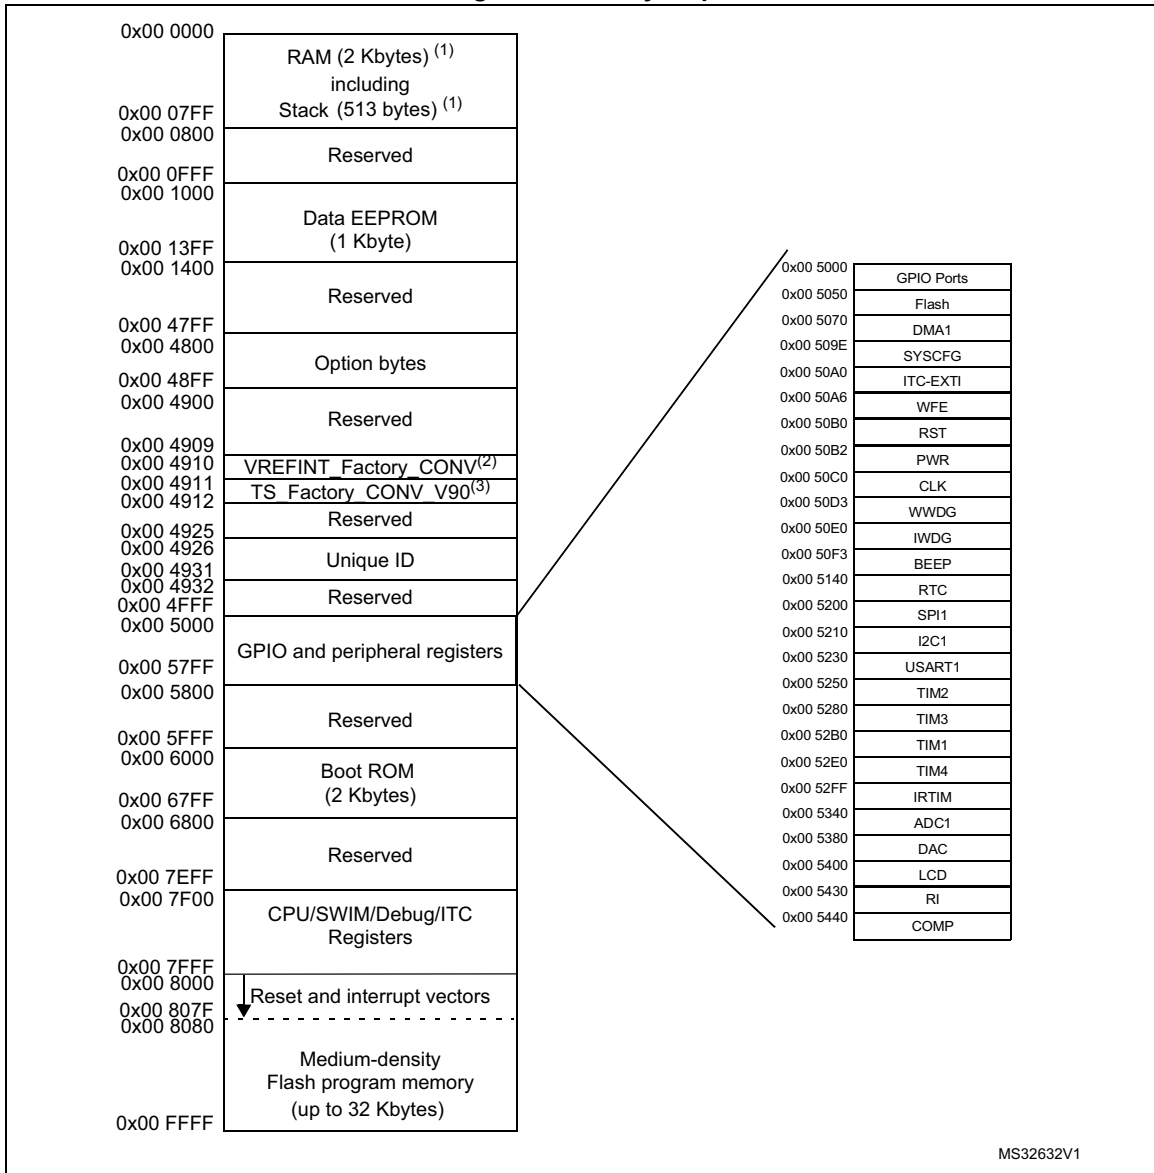 0x00 0000
RAM (2 Kbytes) (1)
including
Stack (513 bytes) (1)
0x00 07FF
0x00 0800
Reserved
0x00 0FFF
0x00 1000
Data EEPROM
(1 Kbyte)
0x00 13FF
0x00 1400
Reserved
0x00 47FF
0x00 4800
Option bytes
0x00 48FF
0x00 4900
Reserved
0x00 4909
0x00 4910
VREFINT_Factory_CONV(2)
0x00 4911
TS_Factory_CONV_V90(3)
0x00 4912
Reserved
0x00 4925
0x00 4926
Unique ID
0x00 4931
0x00 4932
Reserved
0x00 4FFF
0x00 5000
GPIO and peripheral registers
0x00 57FF
0x00 5800
Reserved
0x00 5FFF
0x00 6000
Boot ROM
(2 Kbytes)
0x00 67FF
0x00 6800
Reserved
0x00 7EFF
0x00 7F00
CPU/SWIM/Debug/ITC
Registers
0x00 7FFF
0x00 8000
Reset and interrupt vectors
0x00 807F
0x00 8080
Medium-density
Flash program memory
(up to 32 Kbytes)
0x00 FFFF
0x00 5000
GPIO Ports
0x00 5050
Flash
0x00 5070
DMA1
0x00 509E
SYSCFG
0x00 50A0
ITC-EXTI
0x00 50A6
WFE
0x00 50B0
RST
0x00 50B2
PWR
0x00 50C0
CLK
0x00 50D3
WWDG
0x00 50E0
IWDG
0x00 50F3
BEEP
0x00 5140
RTC
0x00 5200
SPI1
0x00 5210
I2C1
0x00 5230
USART1
0x00 5250
TIM2
0x00 5280
TIM3
0x00 52B0
TIM1
0x00 52E0
TIM4
0x00 52FF
IRTIM
0x00 5340
ADC1
0x00 5380
DAC
0x00 5400
LCD
0x00 5430
RI
0x00 5440
COMP
MS32632V1